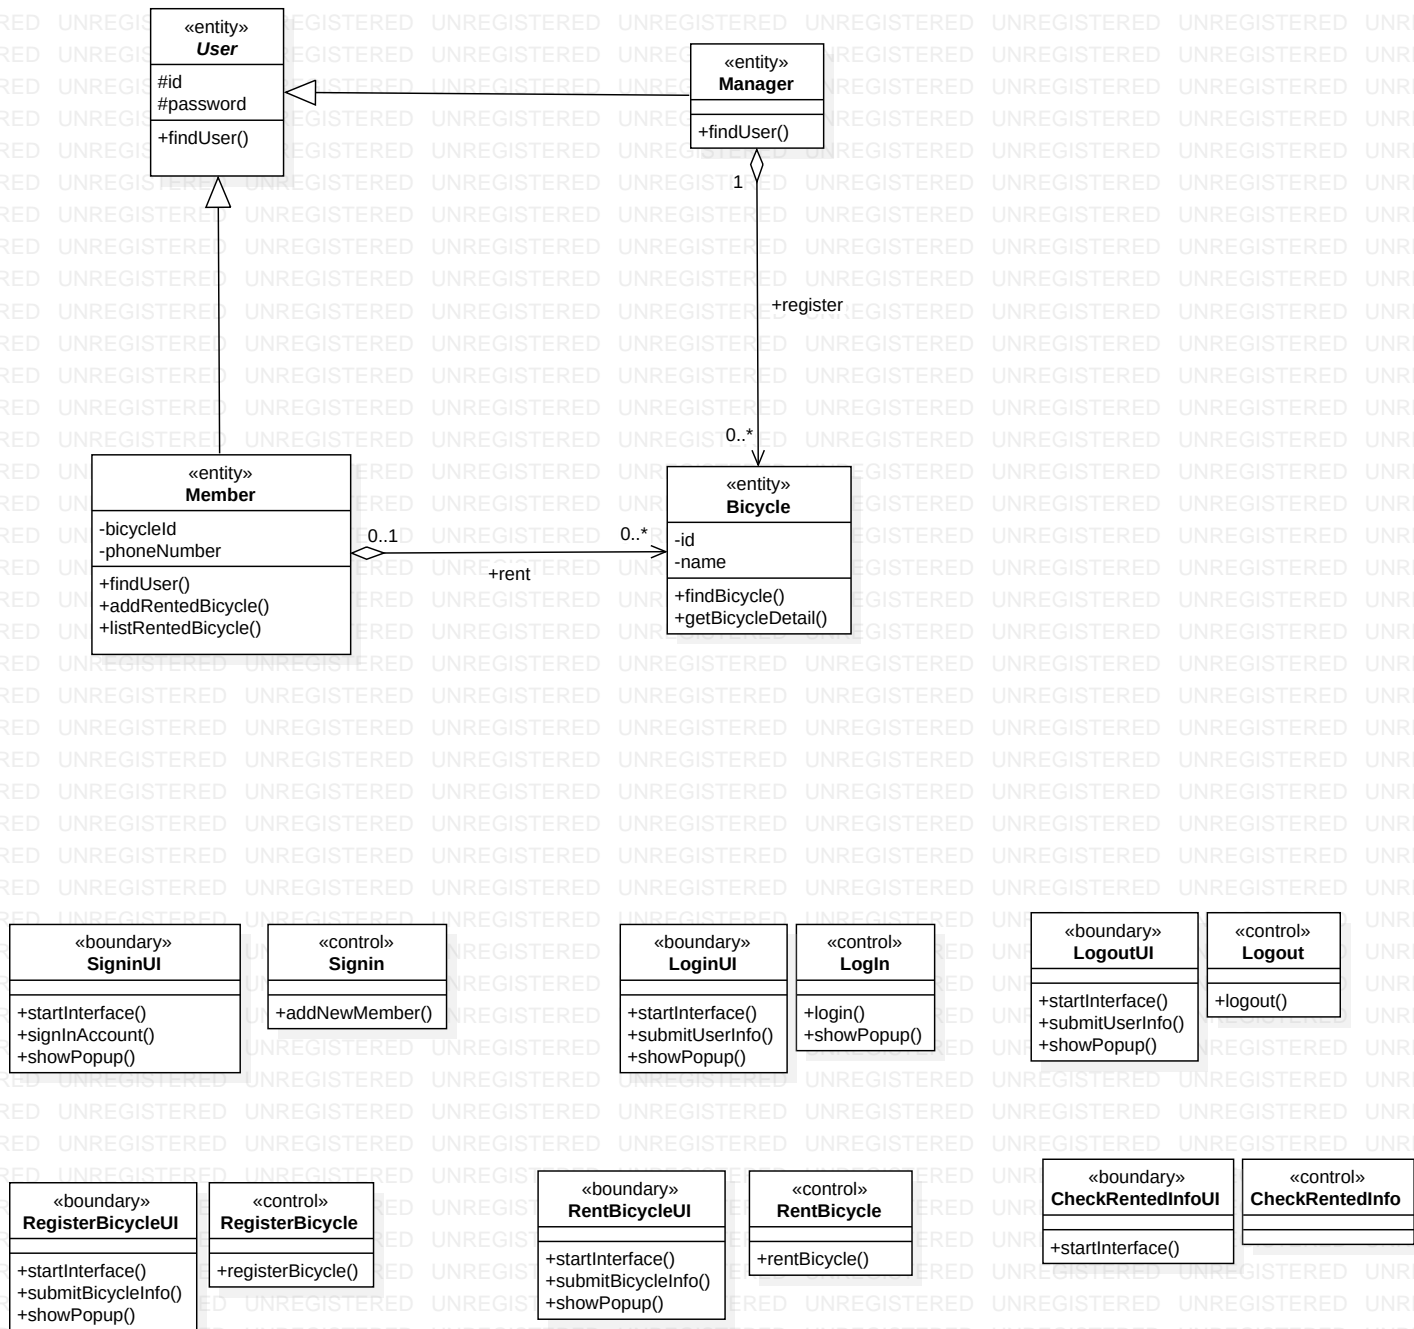 «entity»
User
#id
#password
+findUser()
«entity»
Manager
+findUser()
1
+register
0..*
«entity»
Member
-bicycleId
-phoneNumber
+findUser()
+addRentedBicycle()
+listRentedBicycle()
0..1
+rent
0..*
«entity»
Bicycle
-id
-name
+findBicycle()
+getBicycleDetail()
«boundary»
SigninUI
+startInterface()
+signInAccount()
+showPopup()
«control»
Signin
+addNewMember()
«boundary»
LoginUI
+startInterface()
+submitUserInfo()
+showPopup()
«control»
LogIn
+login()
+showPopup()
«boundary»
LogoutUI
+startInterface()
+submitUserInfo()
+showPopup()
«control»
Logout
+logout()
«boundary»
RegisterBicycleUI
+startInterface()
+submitBicycleInfo()
+showPopup()
«control»
RegisterBicycle
+registerBicycle()
«boundary»
RentBicycleUI
+startInterface()
+submitBicycleInfo()
+showPopup()
«control»
RentBicycle
+rentBicycle()
«boundary»
CheckRentedInfoUI
+startInterface()
«control»
CheckRentedInfo
UNREGISTERED